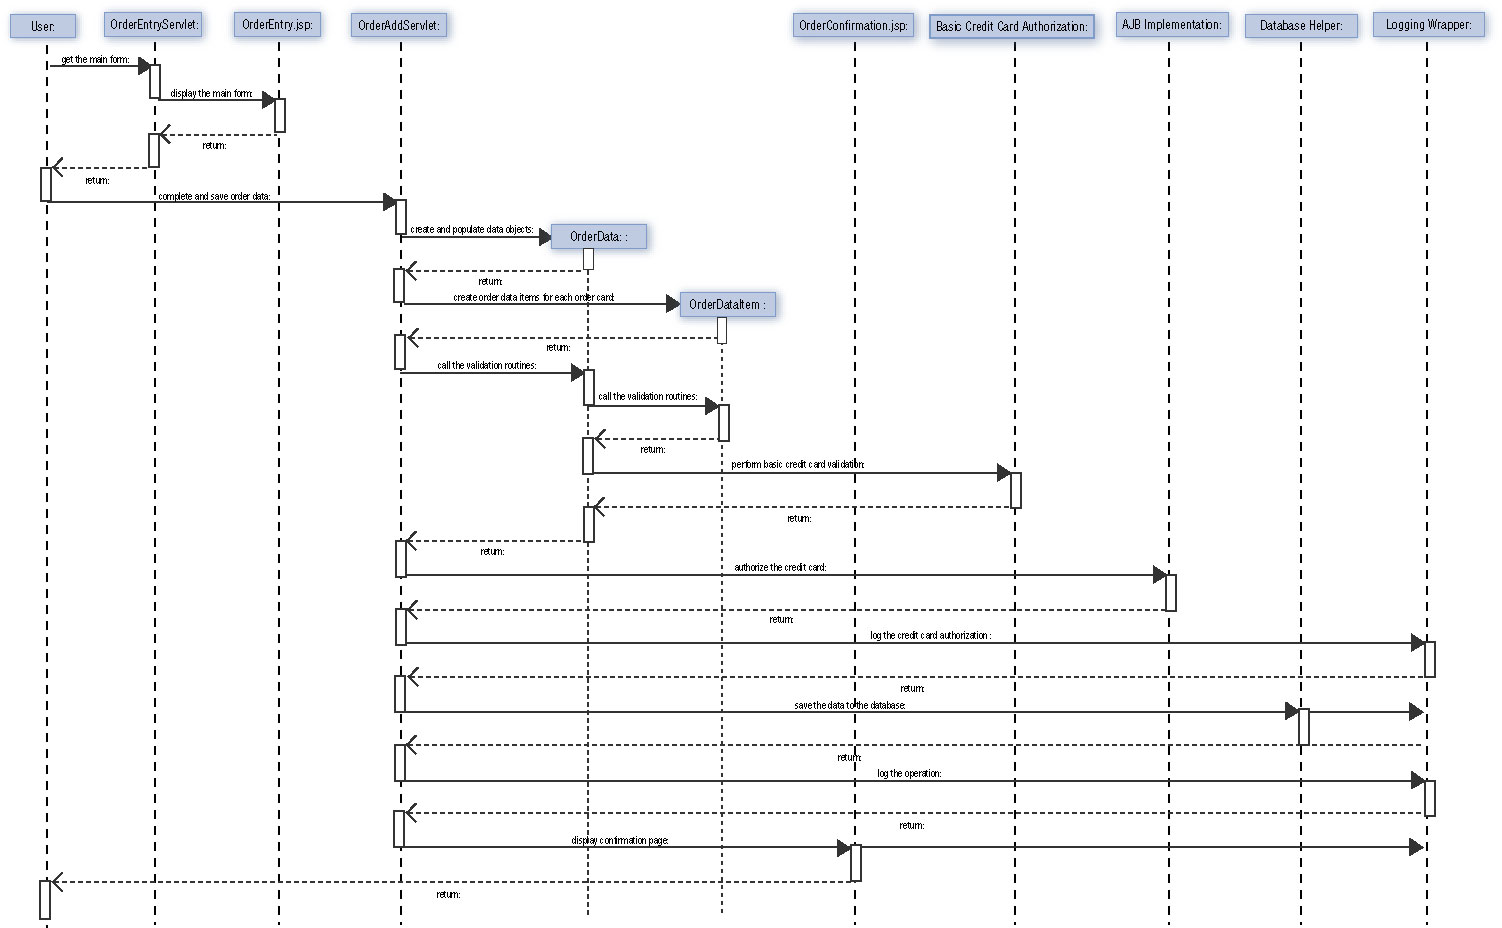 User:
OrderEntryServlet:
OrderEntry.jsp:
OrderAddServlet:
OrderConfirmation.jsp:
Basic Credit Card Authorization:
AJB Implementation:
Database Helper:
Logging Wrapper:
get the main form:
display the main form:
return:
return:
complete and save order data:
create and populate data objects:
OrderData: :
return:
create order data items for each order card:
OrderDataItem :
return:
call the validation routines:
call the validation routines:
return:
perform basic credit card validation:
return:
return:
authorize the credit card:
return:
log the credit card authorization :
return:
save the data to the database:
return:
log the operation:
return:
display confirmation page:
return: